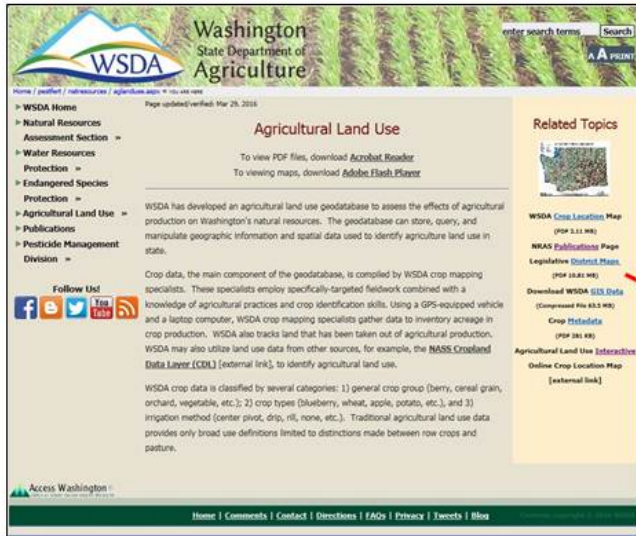 WSDA
Washington
State Department of
Agriculture
enter search terms Search
A A PRINT
Home / pestfert / natresources / aglanduse.aspx YOU ARE HERE
WSDA Home
Natural Resources
Assessment Section »
Water Resources
Protection »
Endangered Species
Protection »
Agricultural Land Use »
Publications
Pesticide Management
Division »
Follow Us!
You
Tube
Page updated/verified: Mar 29, 2016
Agricultural Land Use
To view PDF files, download Acrobat Reader
To viewing maps, download Adobe Flash Player
WSDA has developed an agricultural land use geodatabase to assess the effects of agricultural
production on Washington's natural resources. The geodatabase can store, query, and
manipulate geographic information and spatial data used to identify agriculture land use in
state.
Crop data, the main component of the geodatabase, is compiled by WSDA crop mapping
specialists. These specialists employ specifically-targeted fieldwork combined with a
knowledge of agricultural practices and crop identification skills. Using a GPS-equipped vehicle
and a laptop computer, WSDA crop mapping specialists gather data to inventory acreage in
crop production. WSDA also tracks land that has been taken out of agricultural production.
WSDA may also utilize land use data from other sources, for example, the NASS Cropland
Data Layer (CDL) [external link], to identify agricultural land use.
WSDA crop data is classified by several categories: 1) general crop group (berry, cereal grain,
orchard, vegetable, etc.); 2) crop types (blueberry, wheat, apple, potato, etc.), and 3)
irrigation method (center pivot, drip, rill, none, etc.). Traditional agricultural land use data
provides only broad use definitions limited to distinctions made between row crops and
pasture.
Related Topics
WSDA Crop Location Map
(PDF 2.11 MB)
NRAS Publications Page
Legislative District Maps
(PDF 10.81 MB)
Download WSDA GIS Data
(Compressed File 63.5 MB)
Crop Metadata
(PDF 281 KB)
Agricultural Land Use Interactive
Online Crop Location Map
[external link]
Access Washington
Home | Comments | Contact | Directions | FAQs | Privacy | Tweets | Blog